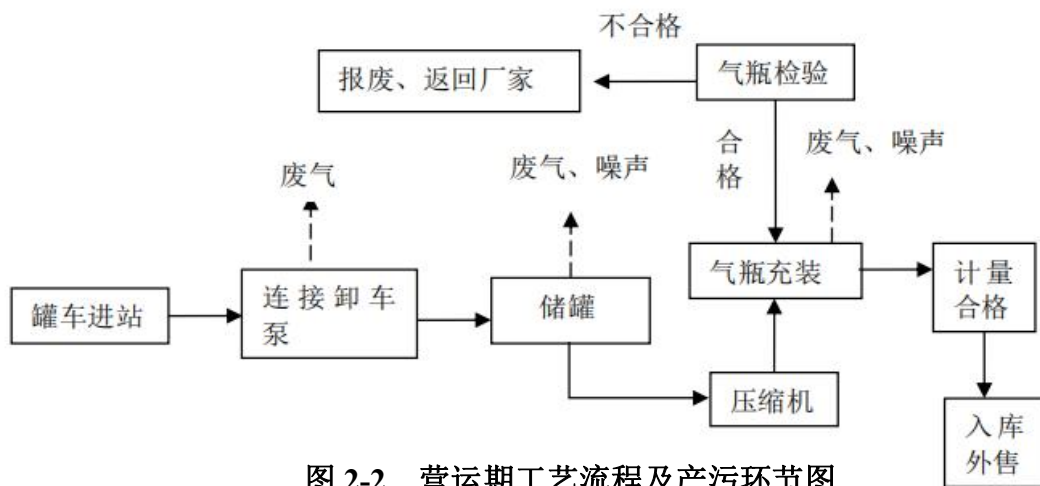 不合格
报废、返回厂家
气瓶检验
合
格
废气、噪声
废气、噪声
废气
气瓶充装
计量
合格
罐车进站
连接卸车
泵
储罐
压缩机
入库
外售
图 2-2 营运期工艺流程及产污环节图